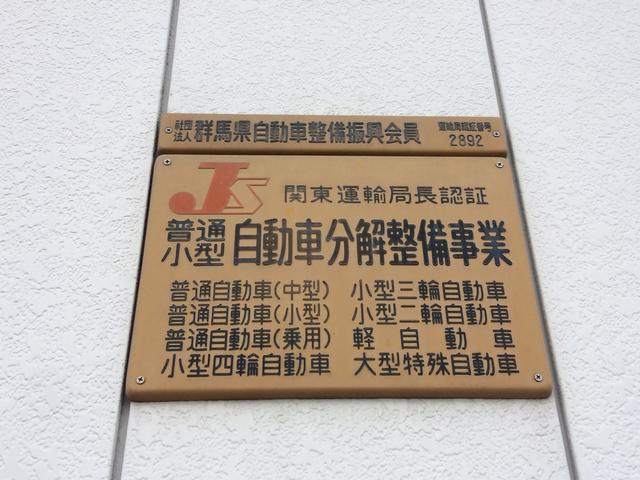 社団法人 群馬県自動車整備振興会員 運輸局認証番号 2892
JS 関東運輸局長認証
普通小型 自動車分解整備事業
普通自動車(中型) 小型三輪自動車
普通自動車(小型) 小型二輪自動車
普通自動車(乗用) 軽自動車
小型四輪自動車 大型特殊自動車